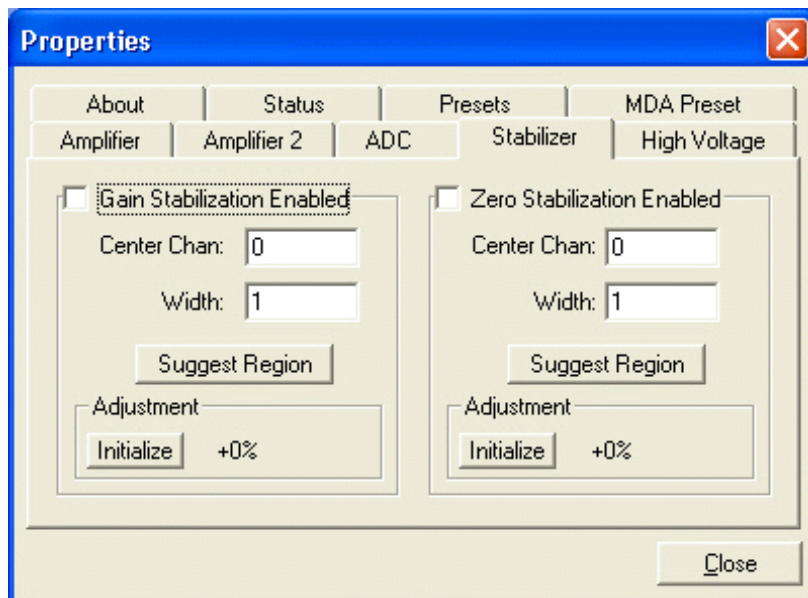 Properties
About Status Presets MDA Preset
Amplifier Amplifier 2 ADC Stabilizer High Voltage
Gain Stabilization Enabled Zero Stabilization Enabled
Center Chan: 0 Center Chan: 0
Width: 1 Width: 1
Suggest Region Suggest Region
Adjustment Adjustment
Initialize +0% Initialize +0%
Close